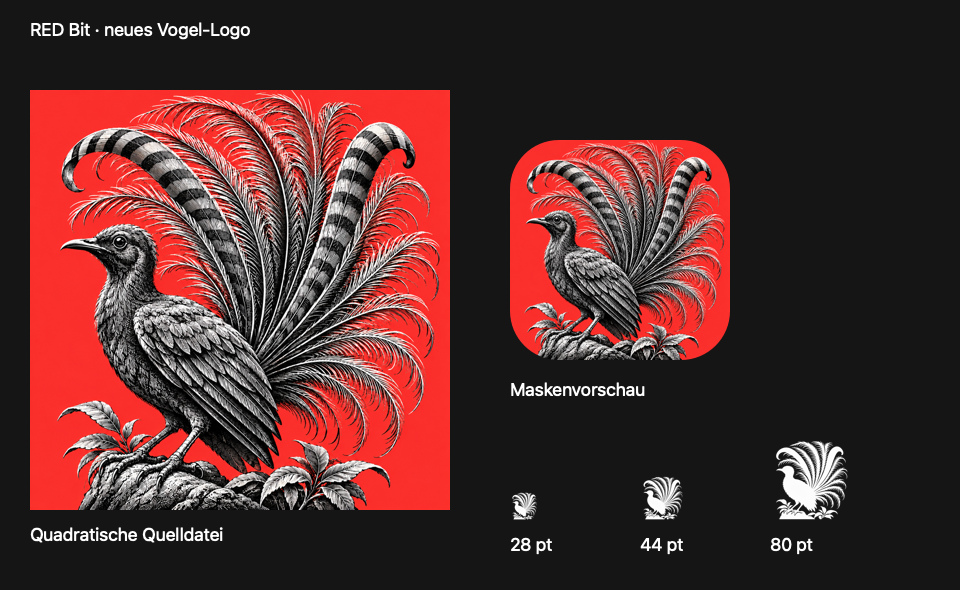 RED Bit · neues Vogel-Logo
Quadratische Quelldatei
Maskenvorschau
28 pt
44 pt
80 pt